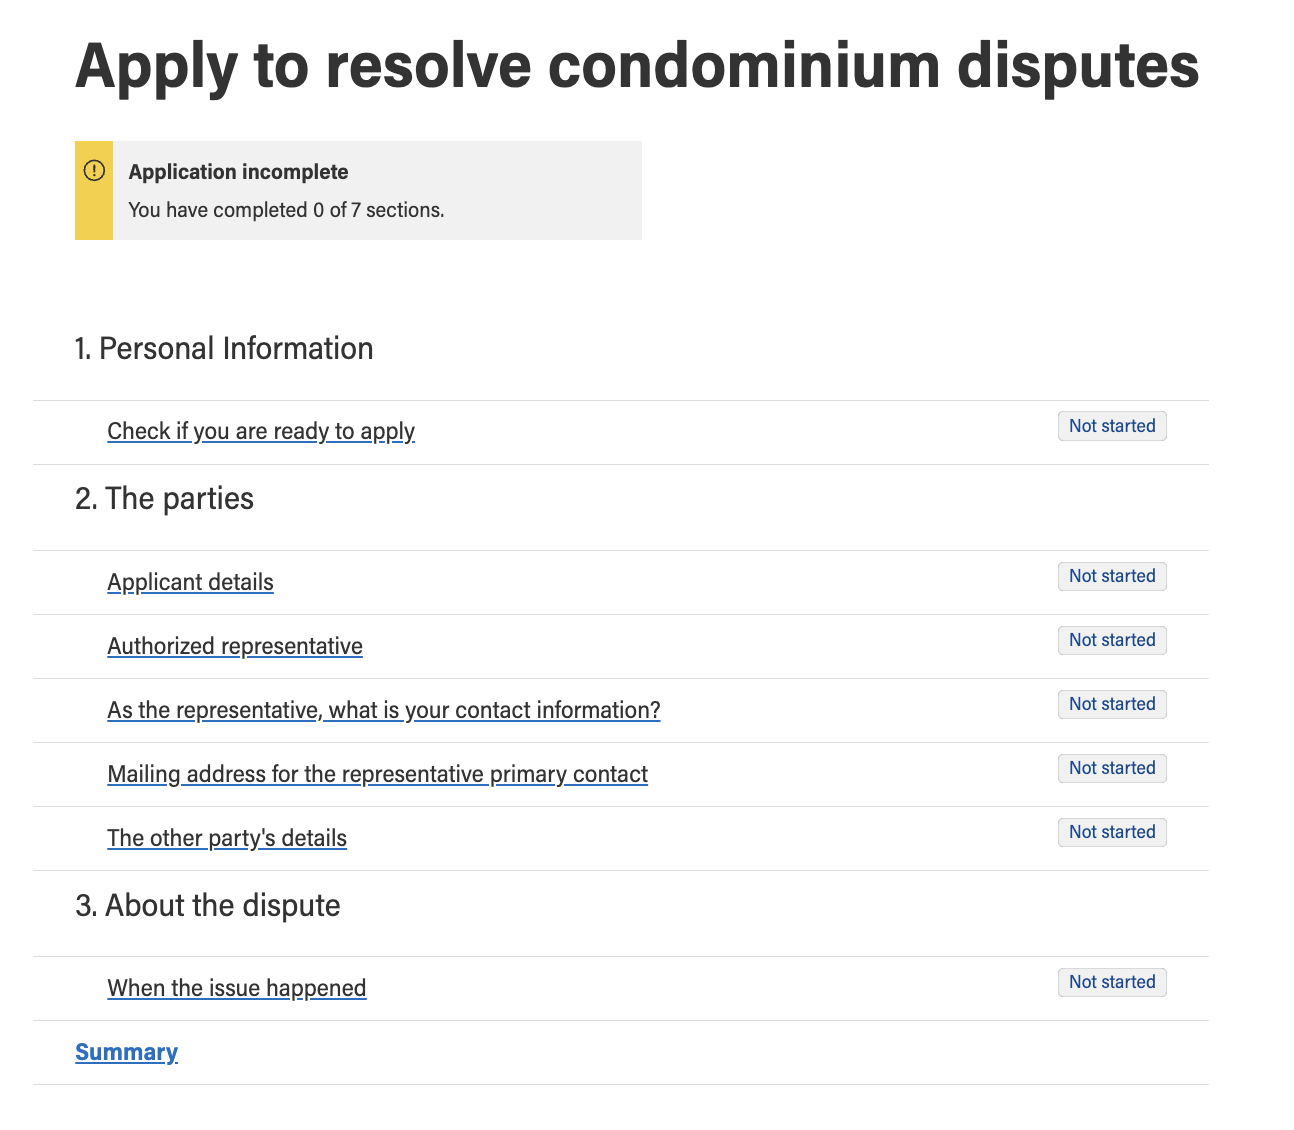 Apply to resolve condominium disputes
Application incomplete
You have completed 0 of 7 sections.
1. Personal Information
Check if you are ready to apply
Not started
2. The parties
Applicant details
Not started
Authorized representative
Not started
As the representative, what is your contact information?
Not started
Mailing address for the representative primary contact
Not started
The other party's details
Not started
3. About the dispute
When the issue happened
Not started
Summary